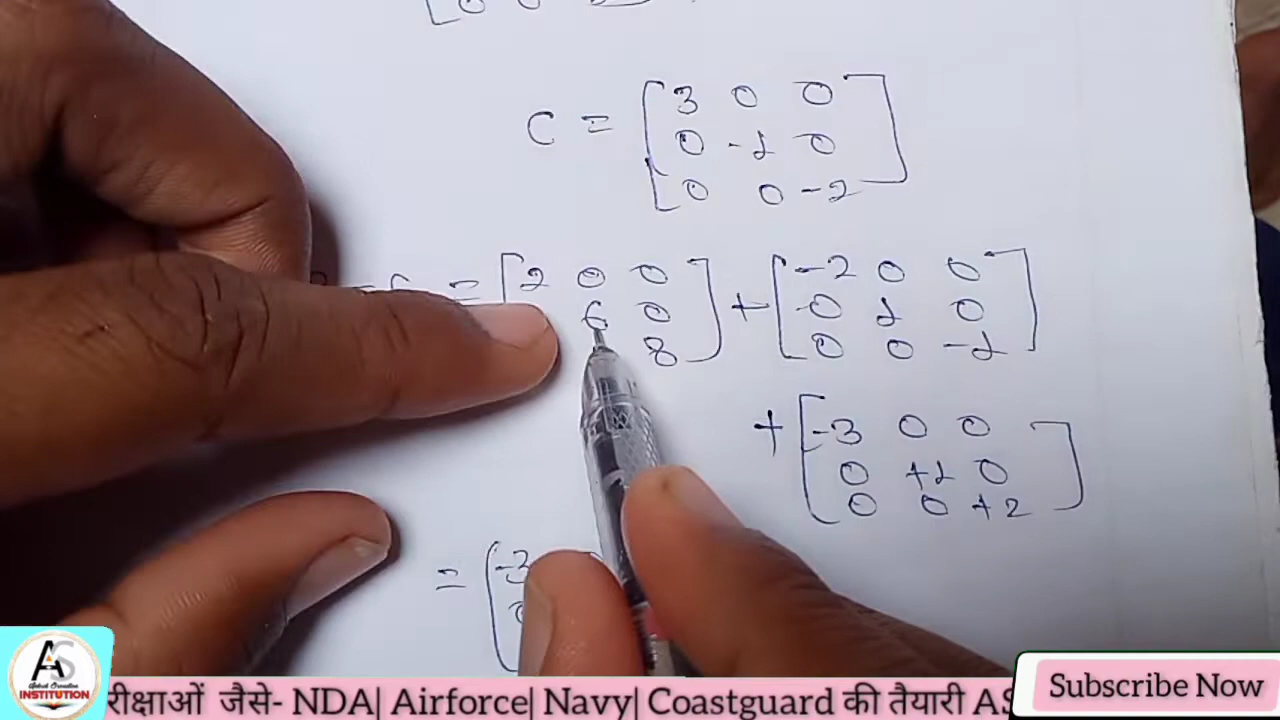 C = [3 0 0
0 -1 0
0 0 -2]
= [2 0 0
6 0
8] + [-2 0 0
0 1 0
0 0 -1]
+ [-3 0 0
0 +1 0
0 0 +2]
= [-3
AS
INSTITUTION
रीक्षाओं जैसे- NDA| Airforce| Navy| Coastguard की तैयारी AS
Subscribe Now